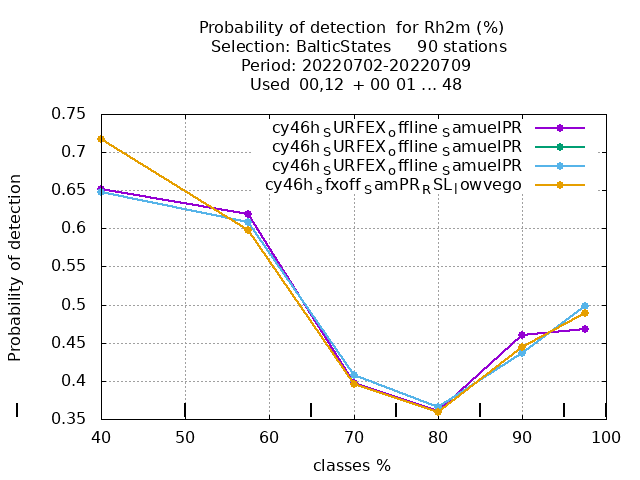 Probability of detection for Rh2m (%)
Selection: BalticStates 90 stations
Period: 20220702-20220709
Used 00,12 + 00 01 ... 48
cy46h_SURFEX_offline_SamuelPR
cy46h_SURFEX_offline_SamuelPR
cy46h_SURFEX_offline_SamuelPR
cy46h_sfxoff_SamPR_RSL_lowvego
Probability of detection
0.75
0.7
0.65
0.6
0.55
0.5
0.45
0.4
0.35
40 50 60 70 80 90 100
classes %